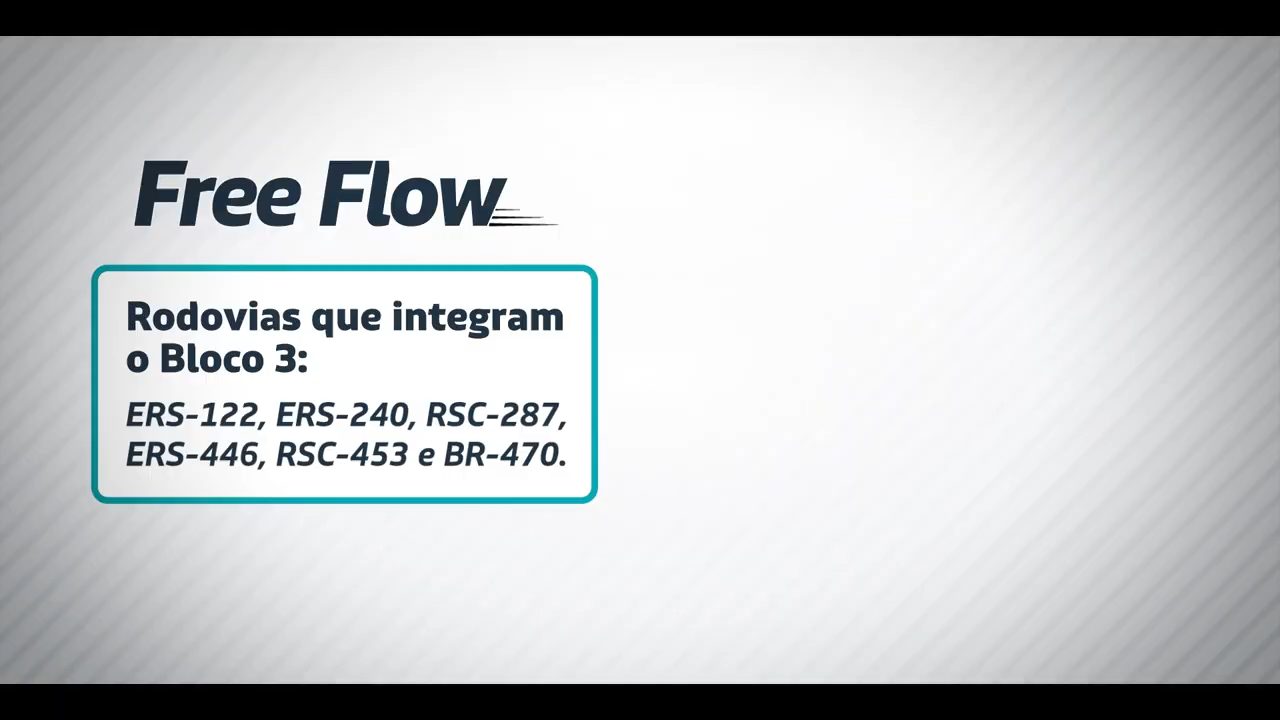 Free Flow
Rodovias que integram
o Bloco 3:
ERS-122, ERS-240, RSC-287,
ERS-446, RSC-453 e BR-470.